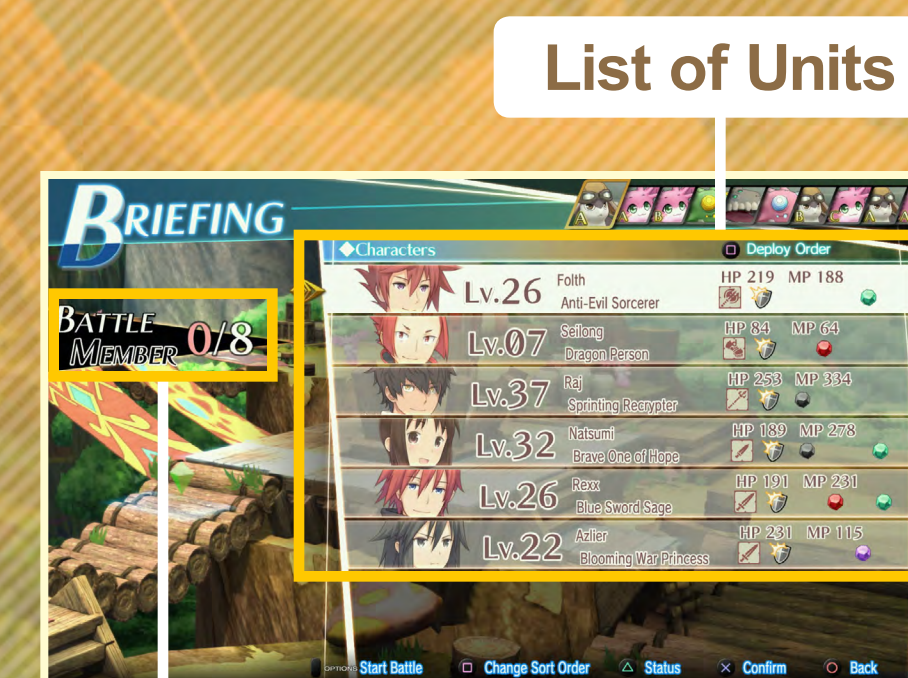 List of Units
BRIEFING
A
A
B
B
C
A
◆Characters
Deploy Order
BATTLE
MEMBER 0/8
Lv.26 Folth HP 219 MP 188
Anti-Evil Sorcerer
Lv.07 Seilong HP 84 MP 64
Dragon Person
Lv.37 Raj HP 253 MP 334
Sprinting Recrypter
Lv.32 Natsumi HP 189 MP 278
Brave One of Hope
Lv.26 Rexx HP 191 MP 231
Blue Sword Sage
Lv.22 Azlier HP 231 MP 115
Blooming War Princess
OPTIONS Start Battle Change Sort Order Status Confirm Back